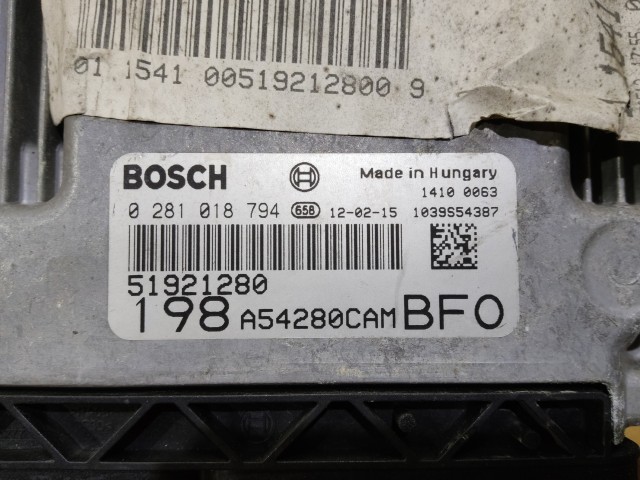 01 1541 00519212800 9
BOSCH Made in Hungary
1410 0063
0 281 018 794 658 12-02-15 1039S54387
51921280
198 A54280CAM BF0